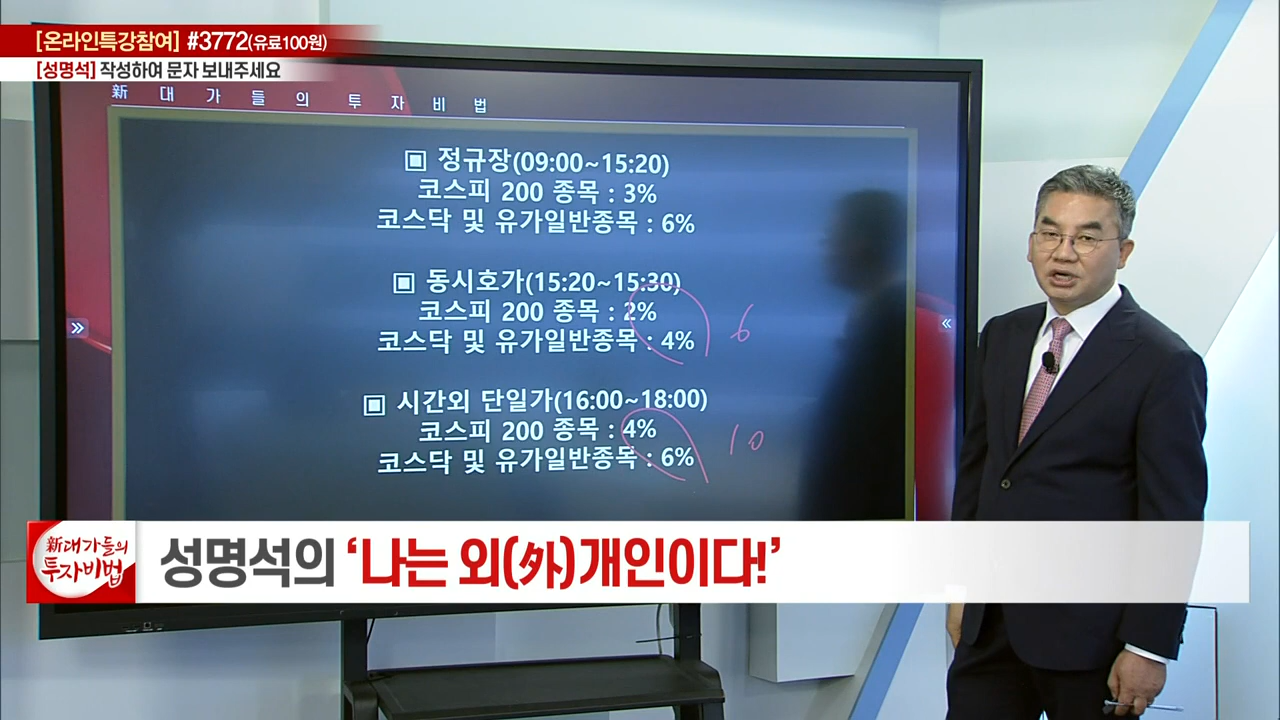 [온라인특강참여] #3772(유료100원)
[성명석] 작성하여 문자 보내주세요
新 대가들의 투자비법
▣ 정규장(09:00~15:20)
코스피 200 종목 : 3%
코스닥 및 유가일반종목 : 6%
▣ 동시호가(15:20~15:30)
코스피 200 종목 : 2%
코스닥 및 유가일반종목 : 4%
6
▣ 시간외 단일가(16:00~18:00)
코스피 200 종목 : 4%
코스닥 및 유가일반종목 : 6%
10
新대가들의
투자비법
성명석의 ‘나는 외(外)개인이다!’